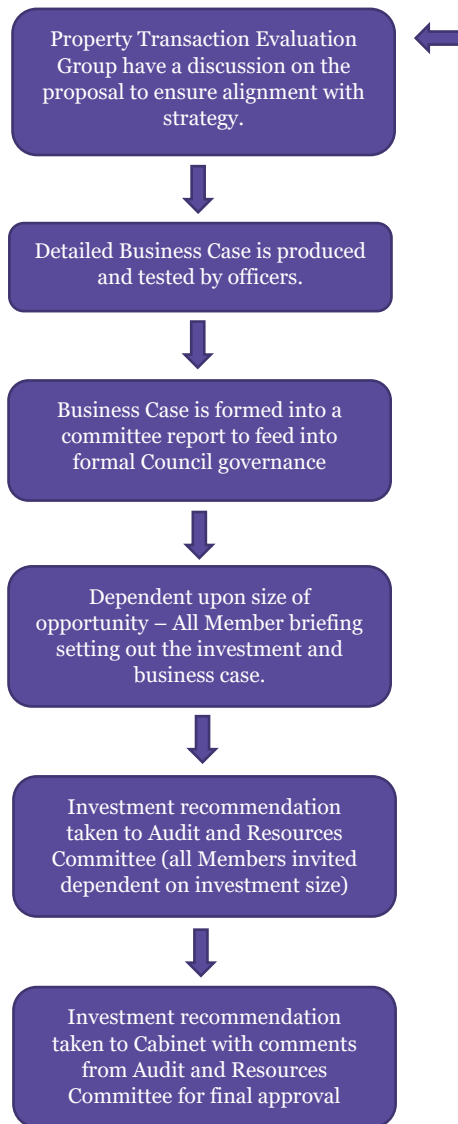 Property Transaction Evaluation
Group have a discussion on the
proposal to ensure alignment with
strategy.
Detailed Business Case is produced
and tested by officers.
Business Case is formed into a
committee report to feed into
formal Council governance
Dependent upon size of
opportunity – All Member briefing
setting out the investment and
business case.
Investment recommendation
taken to Audit and Resources
Committee (all Members invited
dependent on investment size)
Investment recommendation
taken to Cabinet with comments
from Audit and Resources
Committee for final approval